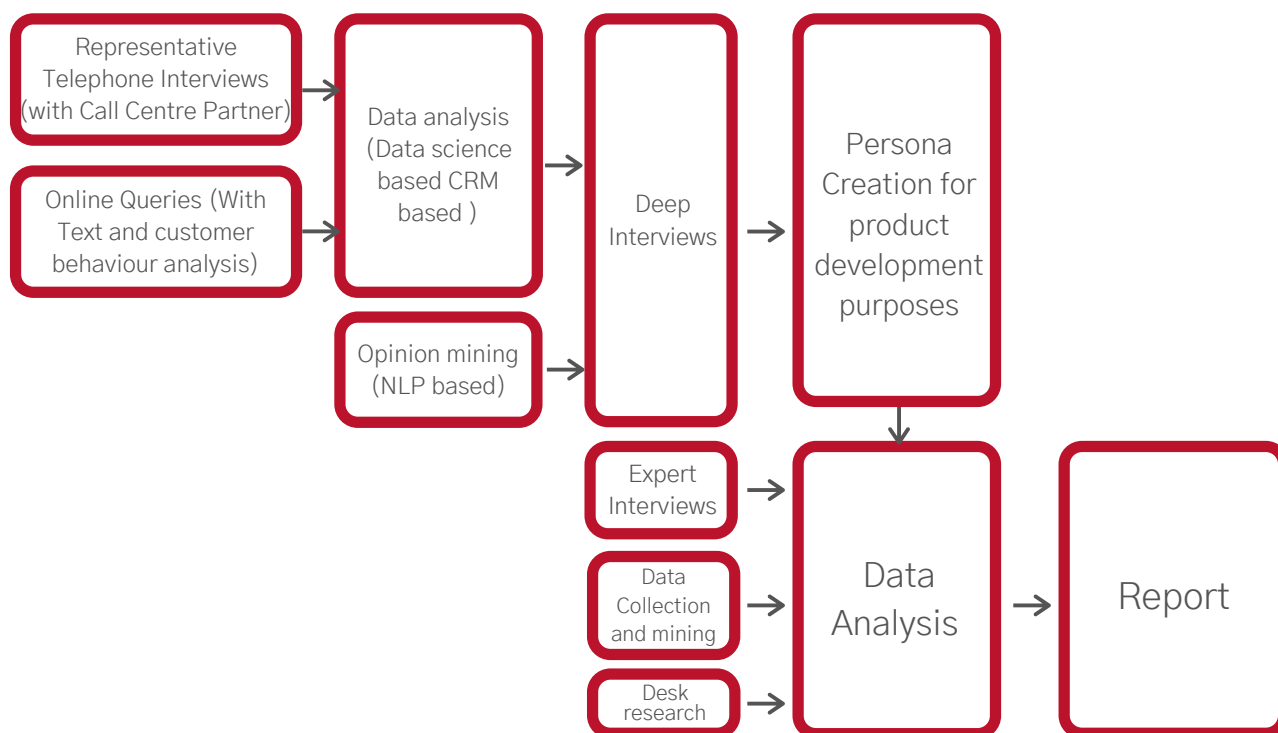 Representative
Telephone Interviews
(with Call Centre Partner)
Online Queries (With
Text and customer
behaviour analysis)
Data analysis
(Data science
based CRM
based )
Opinion mining
(NLP based)
Deep
Interviews
Persona
Creation for
product
development
purposes
Expert
Interviews
Data
Collection
and mining
Desk
research
Data
Analysis
Report